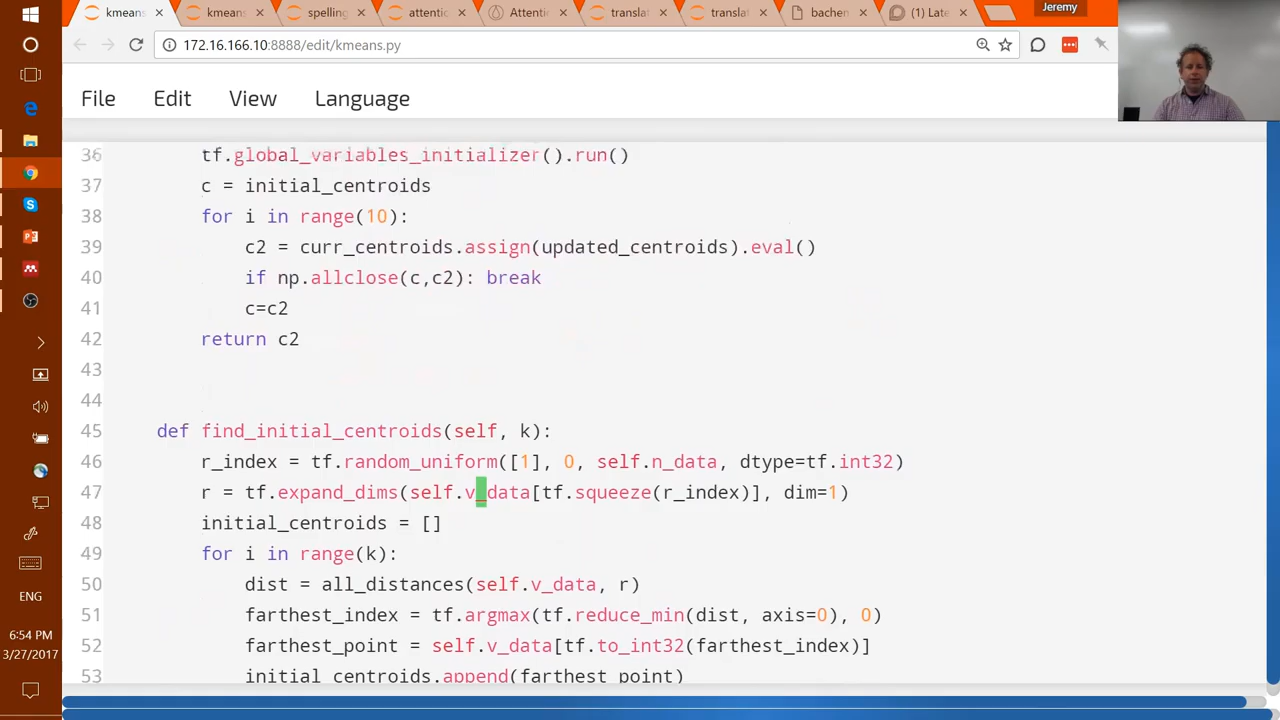 Jeremy
kmeans
kmeans
spelling
attentic
Attentic
translat
translat
bachen
(1) Late
172.16.166.10:8888/edit/kmeans.py
File Edit View Language
36 tf.global_variables_initializer().run()
37 c = initial_centroids
38 for i in range(10):
39 c2 = curr_centroids.assign(updated_centroids).eval()
40 if np.allclose(c,c2): break
41 c=c2
42 return c2
43
44
45 def find_initial_centroids(self, k):
46 r_index = tf.random_uniform([1], 0, self.n_data, dtype=tf.int32)
47 r = tf.expand_dims(self.v_data[tf.squeeze(r_index)], dim=1)
48 initial_centroids = []
49 for i in range(k):
50 dist = all_distances(self.v_data, r)
51 farthest_index = tf.argmax(tf.reduce_min(dist, axis=0), 0)
52 farthest_point = self.v_data[tf.to_int32(farthest_index)]
53 initial_centroids.append(farthest_point)
ENG
6:54 PM
3/27/2017